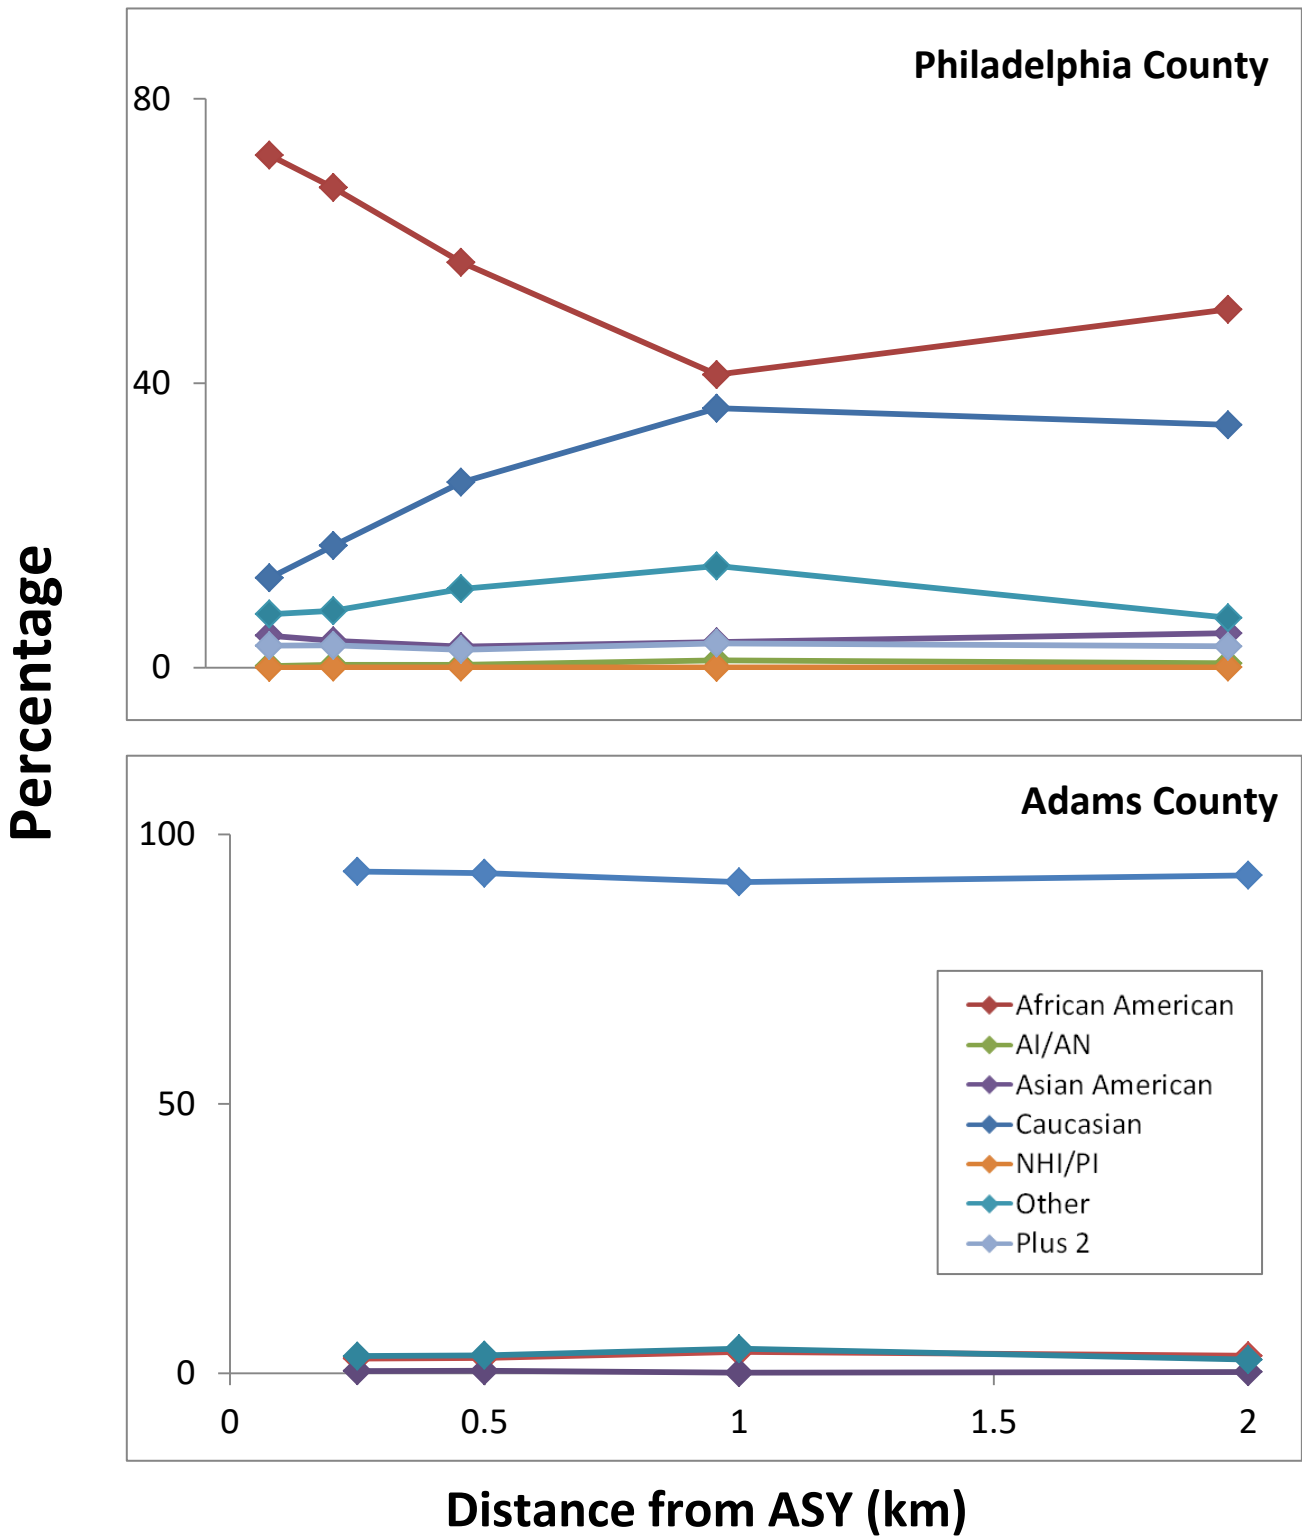 Philadelphia County
80
40
0
Percentage
Adams County
100
50
0
African American
AI/AN
Asian American
Caucasian
NHI/PI
Other
Plus 2
0 0.5 1 1.5 2
Distance from ASY (km)